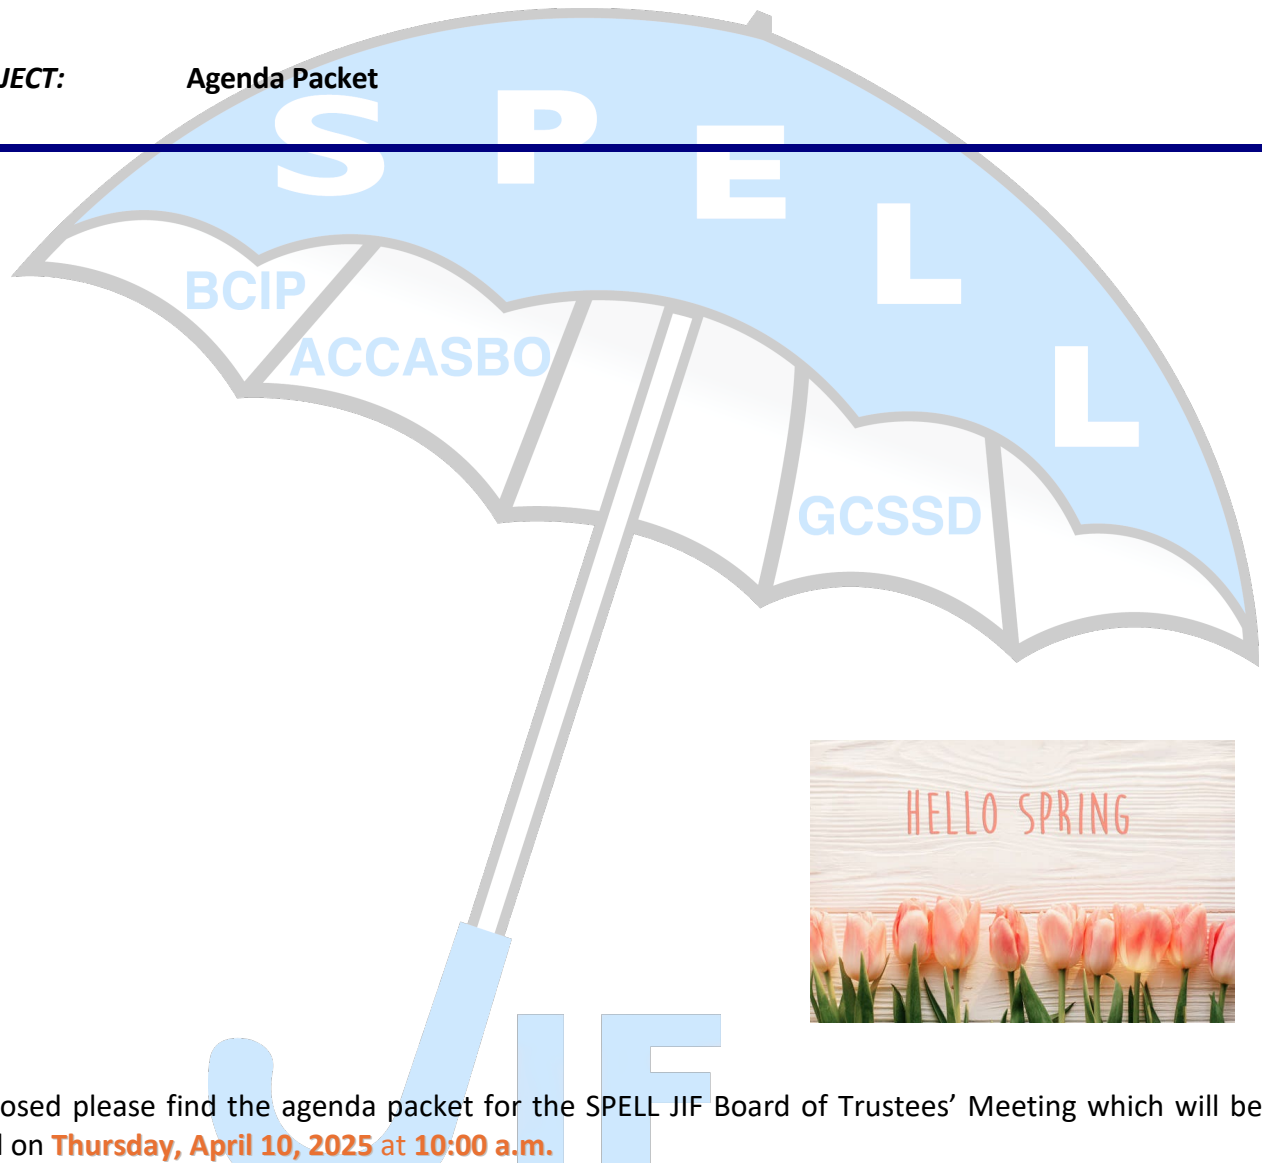 JECT: Agenda Packet
S P E L L
BCIP
ACCASBO
GCSSD
HELLO SPRING
JIF
osed please find the agenda packet for the SPELL JIF Board of Trustees’ Meeting which will be
l on Thursday, April 10, 2025 at 10:00 a.m.